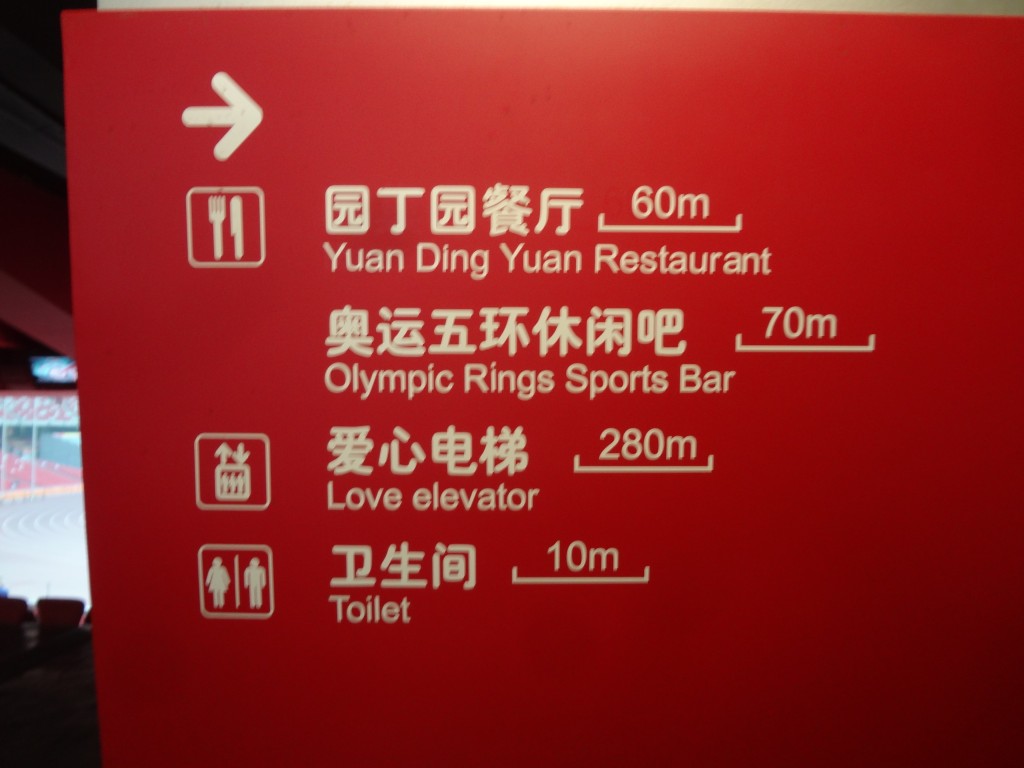 园丁园餐厅 60m
Yuan Ding Yuan Restaurant
奥运五环休闲吧 70m
Olympic Rings Sports Bar
爱心电梯 280m
Love elevator
卫生间 10m
Toilet